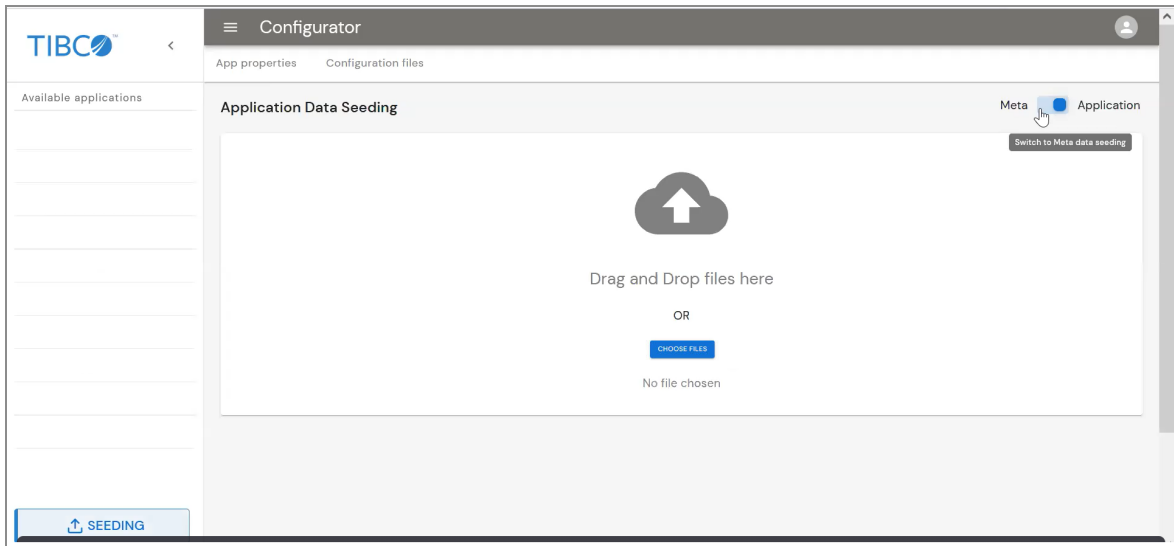 TIBCO™
Configurator
App properties Configuration files
Available applications
Application Data Seeding
Meta Application
Switch to Meta data seeding
Drag and Drop files here
OR
CHOOSE FILES
No file chosen
SEEDING